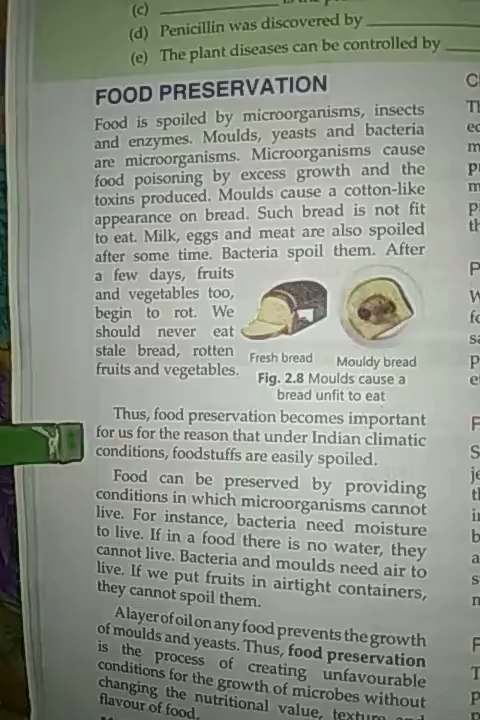 (c)
(d) Penicillin was discovered by
(e) The plant diseases can be controlled by
FOOD PRESERVATION
Food is spoiled by microorganisms, insects
and enzymes. Moulds, yeasts and bacteria
are microorganisms. Microorganisms cause
food poisoning by excess growth and the
toxins produced. Moulds cause a cotton-like
appearance on bread. Such bread is not fit
to eat. Milk, eggs and meat are also spoiled
after some time. Bacteria spoil them. After
a few days, fruits
and vegetables too,
begin to rot. We
should never eat
stale bread, rotten
fruits and vegetables.
Fresh bread Mouldy bread
Fig. 2.8 Moulds cause a
bread unfit to eat
Thus, food preservation becomes important
for us for the reason that under Indian climatic
conditions, foodstuffs are easily spoiled.
Food can be preserved by providing
conditions in which microorganisms cannot
live. For instance, bacteria need moisture
to live. If in a food there is no water, they
cannot live. Bacteria and moulds need air to
live. If we put fruits in airtight containers,
they cannot spoil them.
A layer of oil on any food prevents the growth
of moulds and yeasts. Thus, food preservation
is the process of creating unfavourable
conditions for the growth of microbes without
changing the nutritional value, texture and
flavour of food.